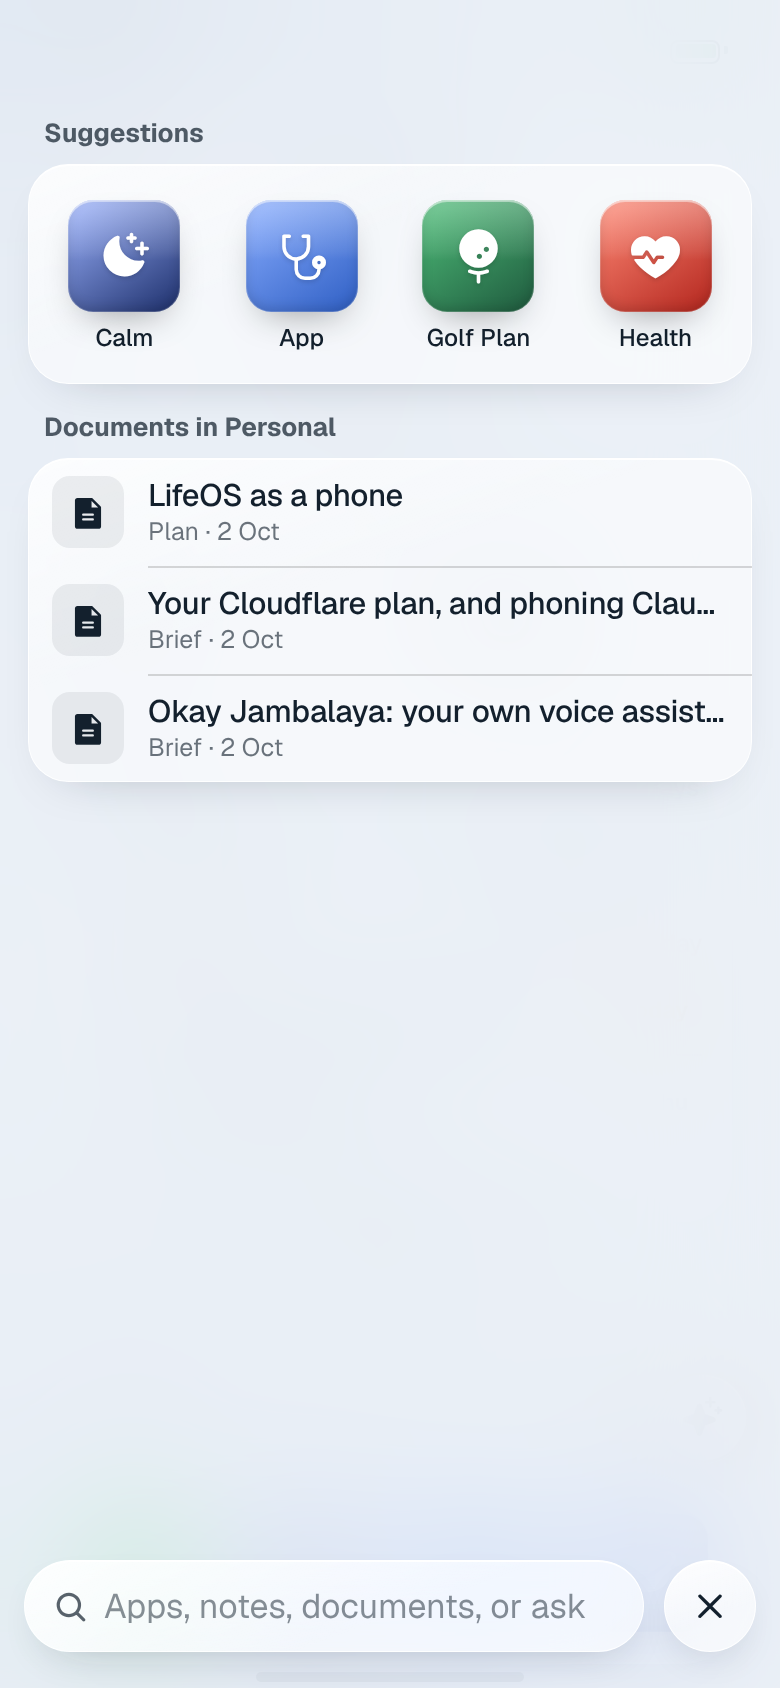 Suggestions
Calm
App
Golf Plan
Health
Documents in Personal
LifeOS as a phone
Plan · 2 Oct
Your Cloudflare plan, and phoning Clau...
Brief · 2 Oct
Okay Jambalaya: your own voice assist...
Brief · 2 Oct
Apps, notes, documents, or ask